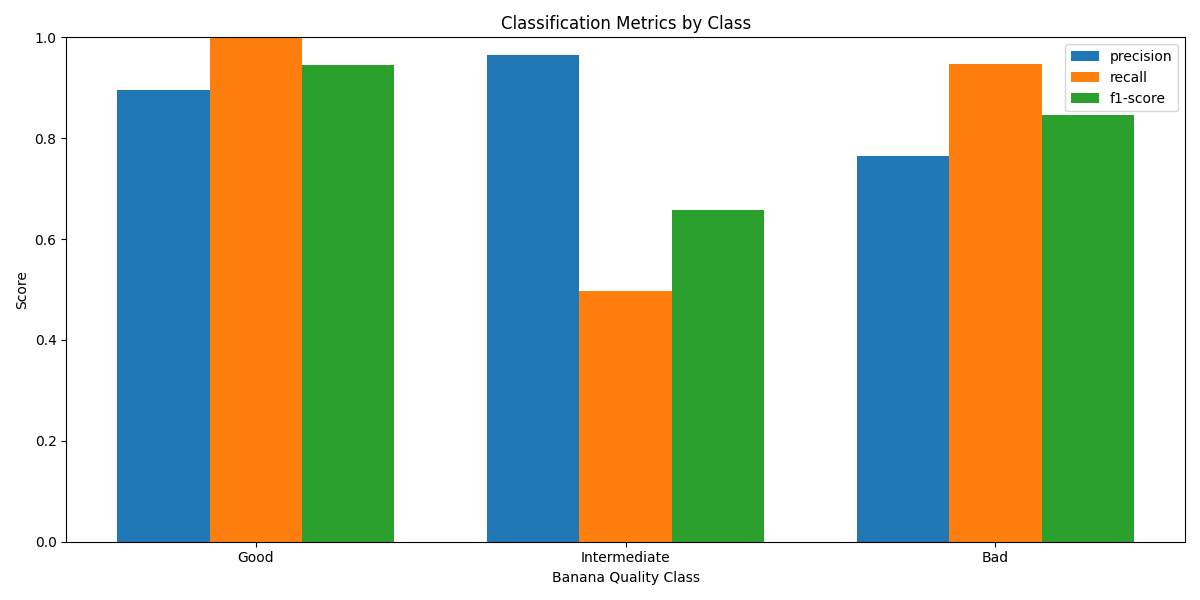 Classification Metrics by Class
1.0
0.8
0.6
0.4
0.2
0.0
Score
precision
recall
f1-score
Good Intermediate Bad
Banana Quality Class